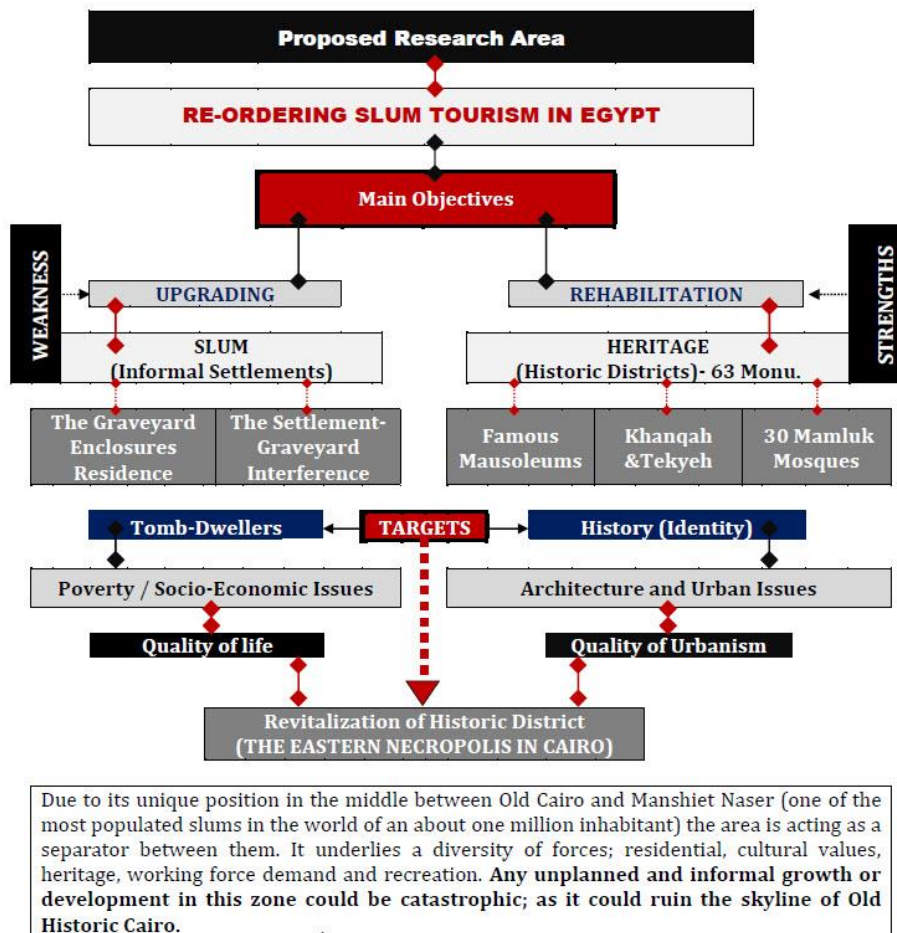 Proposed Research Area
RE-ORDERING SLUM TOURISM IN EGYPT
Main Objectives
WEAKNESS
STRENGTHS
UPGRADING
REHABILITATION
SLUM
(Informal Settlements)
HERITAGE
(Historic Districts)- 63 Monu.
The Graveyard
Enclosures
Residence
The Settlement-
Graveyard
Interference
Famous
Mausoleums
Khanqah
&Tekyeh
30 Mamluk
Mosques
Tomb-Dwellers
TARGETS
History (Identity)
Poverty / Socio-Economic Issues
Architecture and Urban Issues
Quality of life
Quality of Urbanism
Revitalization of Historic District
(THE EASTERN NECROPOLIS IN CAIRO)
Due to its unique position in the middle between Old Cairo and Manshiet Naser (one of the
most populated slums in the world of an about one million inhabitant) the area is acting as a
separator between them. It underlies a diversity of forces; residential, cultural values,
heritage, working force demand and recreation. Any unplanned and informal growth or
development in this zone could be catastrophic; as it could ruin the skyline of Old
Historic Cairo.